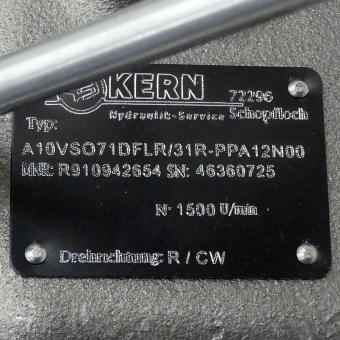 KERN
72296
Hydraulik-Service Schopfloch
Typ:
A10VSO71DFLR/31R-PPA12N00
MNR: R910942654 SN: 46360725
N: 1500 U/min
Drehrichtung: R / CW